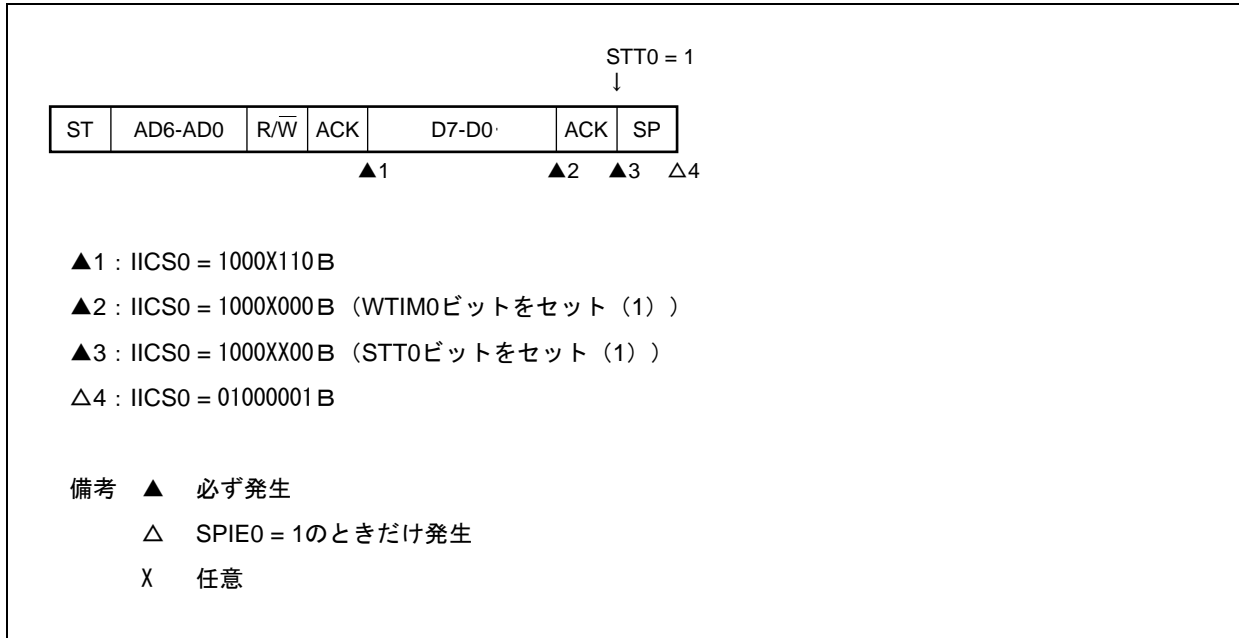 STT0 = 1
↓
ST AD6-AD0 R/W̅ ACK D7-D0 ACK SP
▲1 ▲2 ▲3 △4
▲1：IICS0 = 1000X110B
▲2：IICS0 = 1000X000B（WTIM0ビットをセット（1））
▲3：IICS0 = 1000XX00B（STT0ビットをセット（1））
△4：IICS0 = 01000001B
備考 ▲ 必ず発生
△ SPIE0 = 1のときだけ発生
X 任意